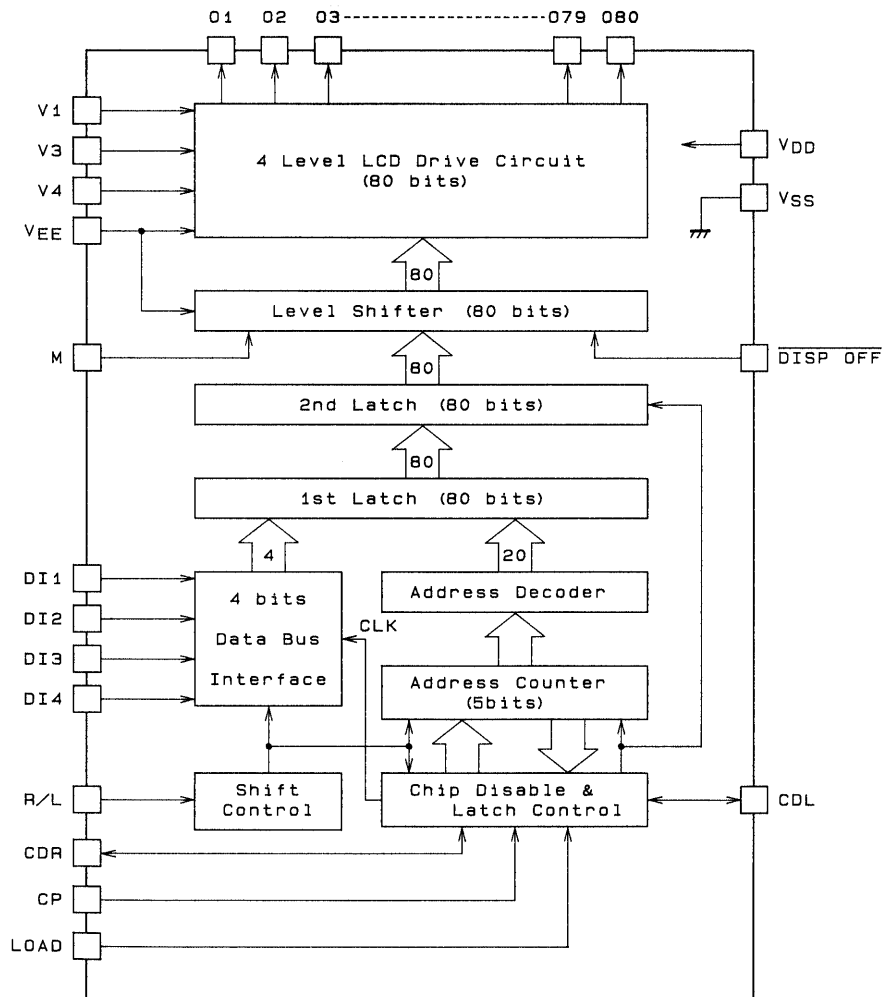 O1 O2 O3 O79 O80
V1
V3
V4
VEE
4 Level LCD Drive Circuit
(80 bits)
VDD
VSS
80
Level Shifter (80 bits)
M
DISP OFF
80
2nd Latch (80 bits)
80
1st Latch (80 bits)
4
20
DI1
DI2
DI3
DI4
4 bits
Data Bus
Interface
CLK
Address Decoder
Address Counter
(5bits)
R/L
Shift
Control
Chip Disable &
Latch Control
CDL
CDR
CP
LOAD